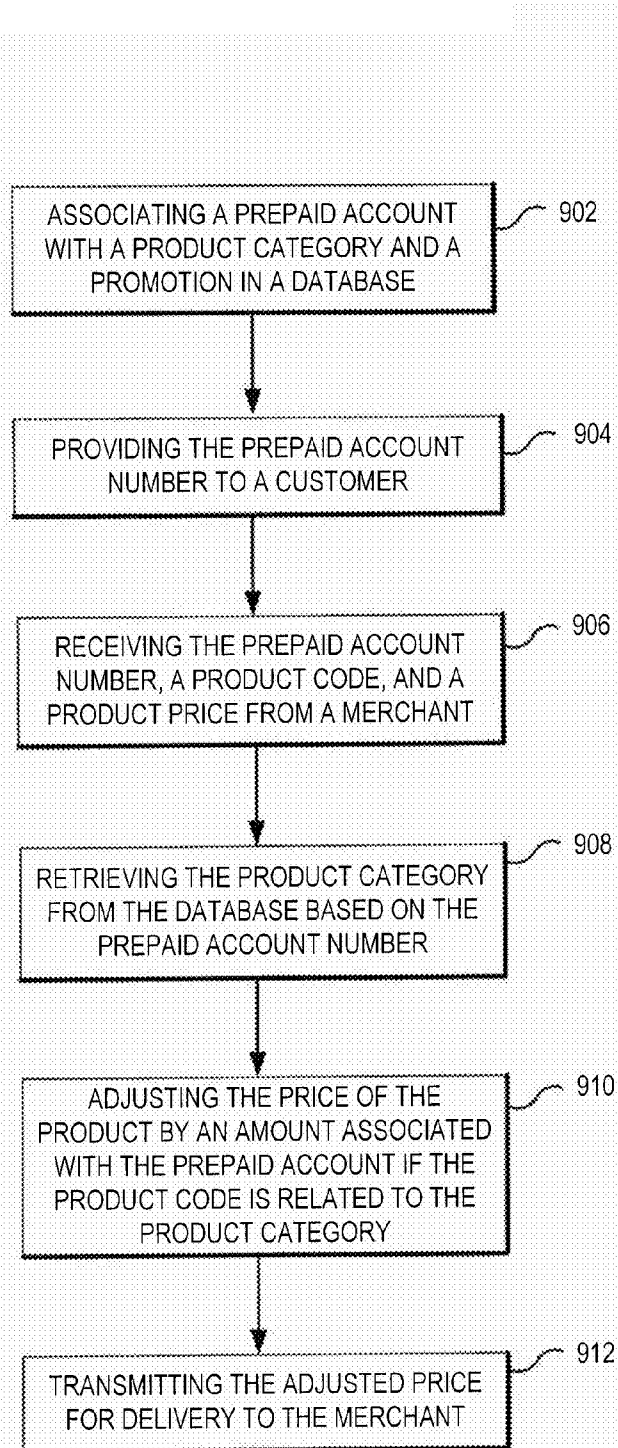 ASSOCIATING A PREPAID ACCOUNT
WITH A PRODUCT CATEGORY AND A
PROMOTION IN A DATABASE
902
PROVIDING THE PREPAID ACCOUNT
NUMBER TO A CUSTOMER
904
RECEIVING THE PREPAID ACCOUNT
NUMBER, A PRODUCT CODE, AND A
PRODUCT PRICE FROM A MERCHANT
906
RETRIEVING THE PRODUCT CATEGORY
FROM THE DATABASE BASED ON THE
PREPAID ACCOUNT NUMBER
908
ADJUSTING THE PRICE OF THE
PRODUCT BY AN AMOUNT ASSOCIATED
WITH THE PREPAID ACCOUNT IF THE
PRODUCT CODE IS RELATED TO THE
PRODUCT CATEGORY
910
TRANSMITTING THE ADJUSTED PRICE
FOR DELIVERY TO THE MERCHANT
912